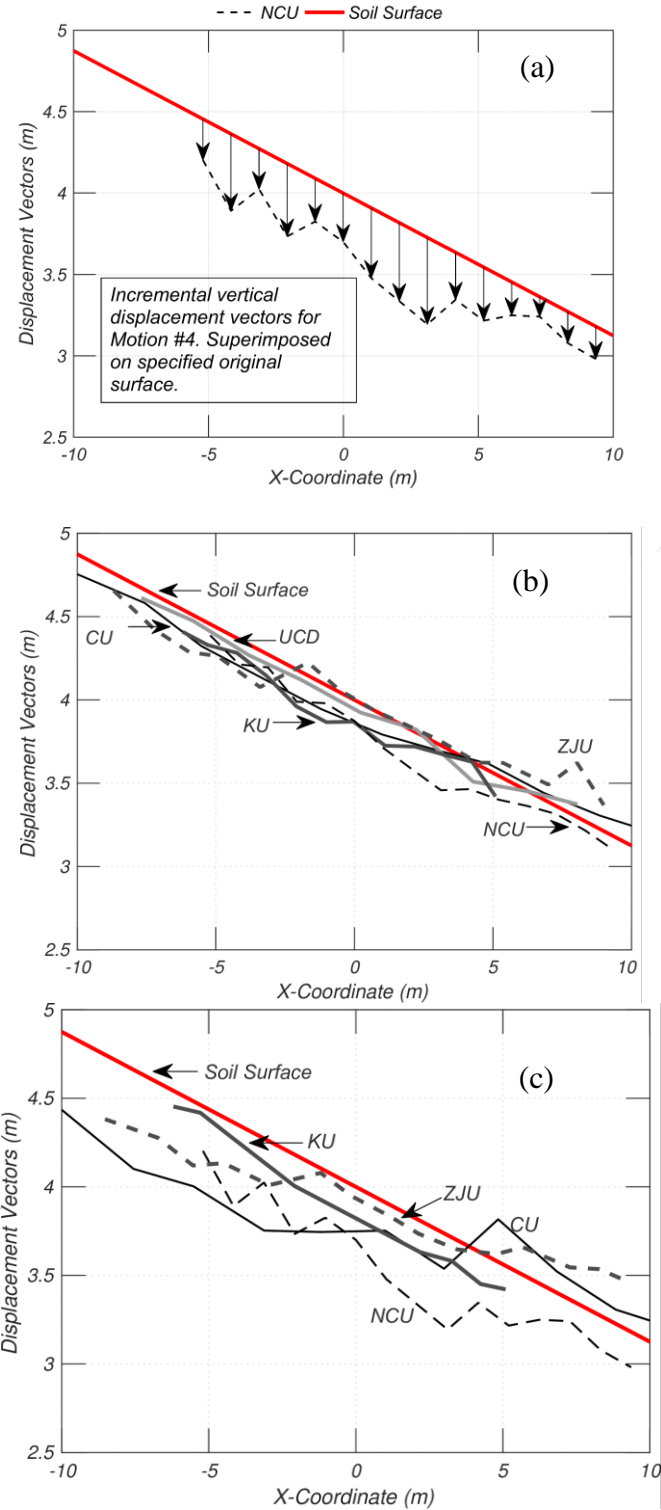 NCU Soil Surface
(a)
5
4.5
4
3.5
3
2.5
Displacement Vectors (m)
Incremental vertical
displacement vectors for
Motion #4. Superimposed
on specified original
surface.
-10 -5 0 5 10
X-Coordinate (m)
(b)
5
4.5
4
3.5
3
2.5
Displacement Vectors (m)
Soil Surface
CU
UCD
KU
ZJU
NCU
-10 -5 0 5 10
X-Coordinate (m)
(c)
5
4.5
4
3.5
3
2.5
Displacement Vectors (m)
Soil Surface
KU
ZJU
CU
NCU
-10 -5 0 5 10
X-Coordinate (m)